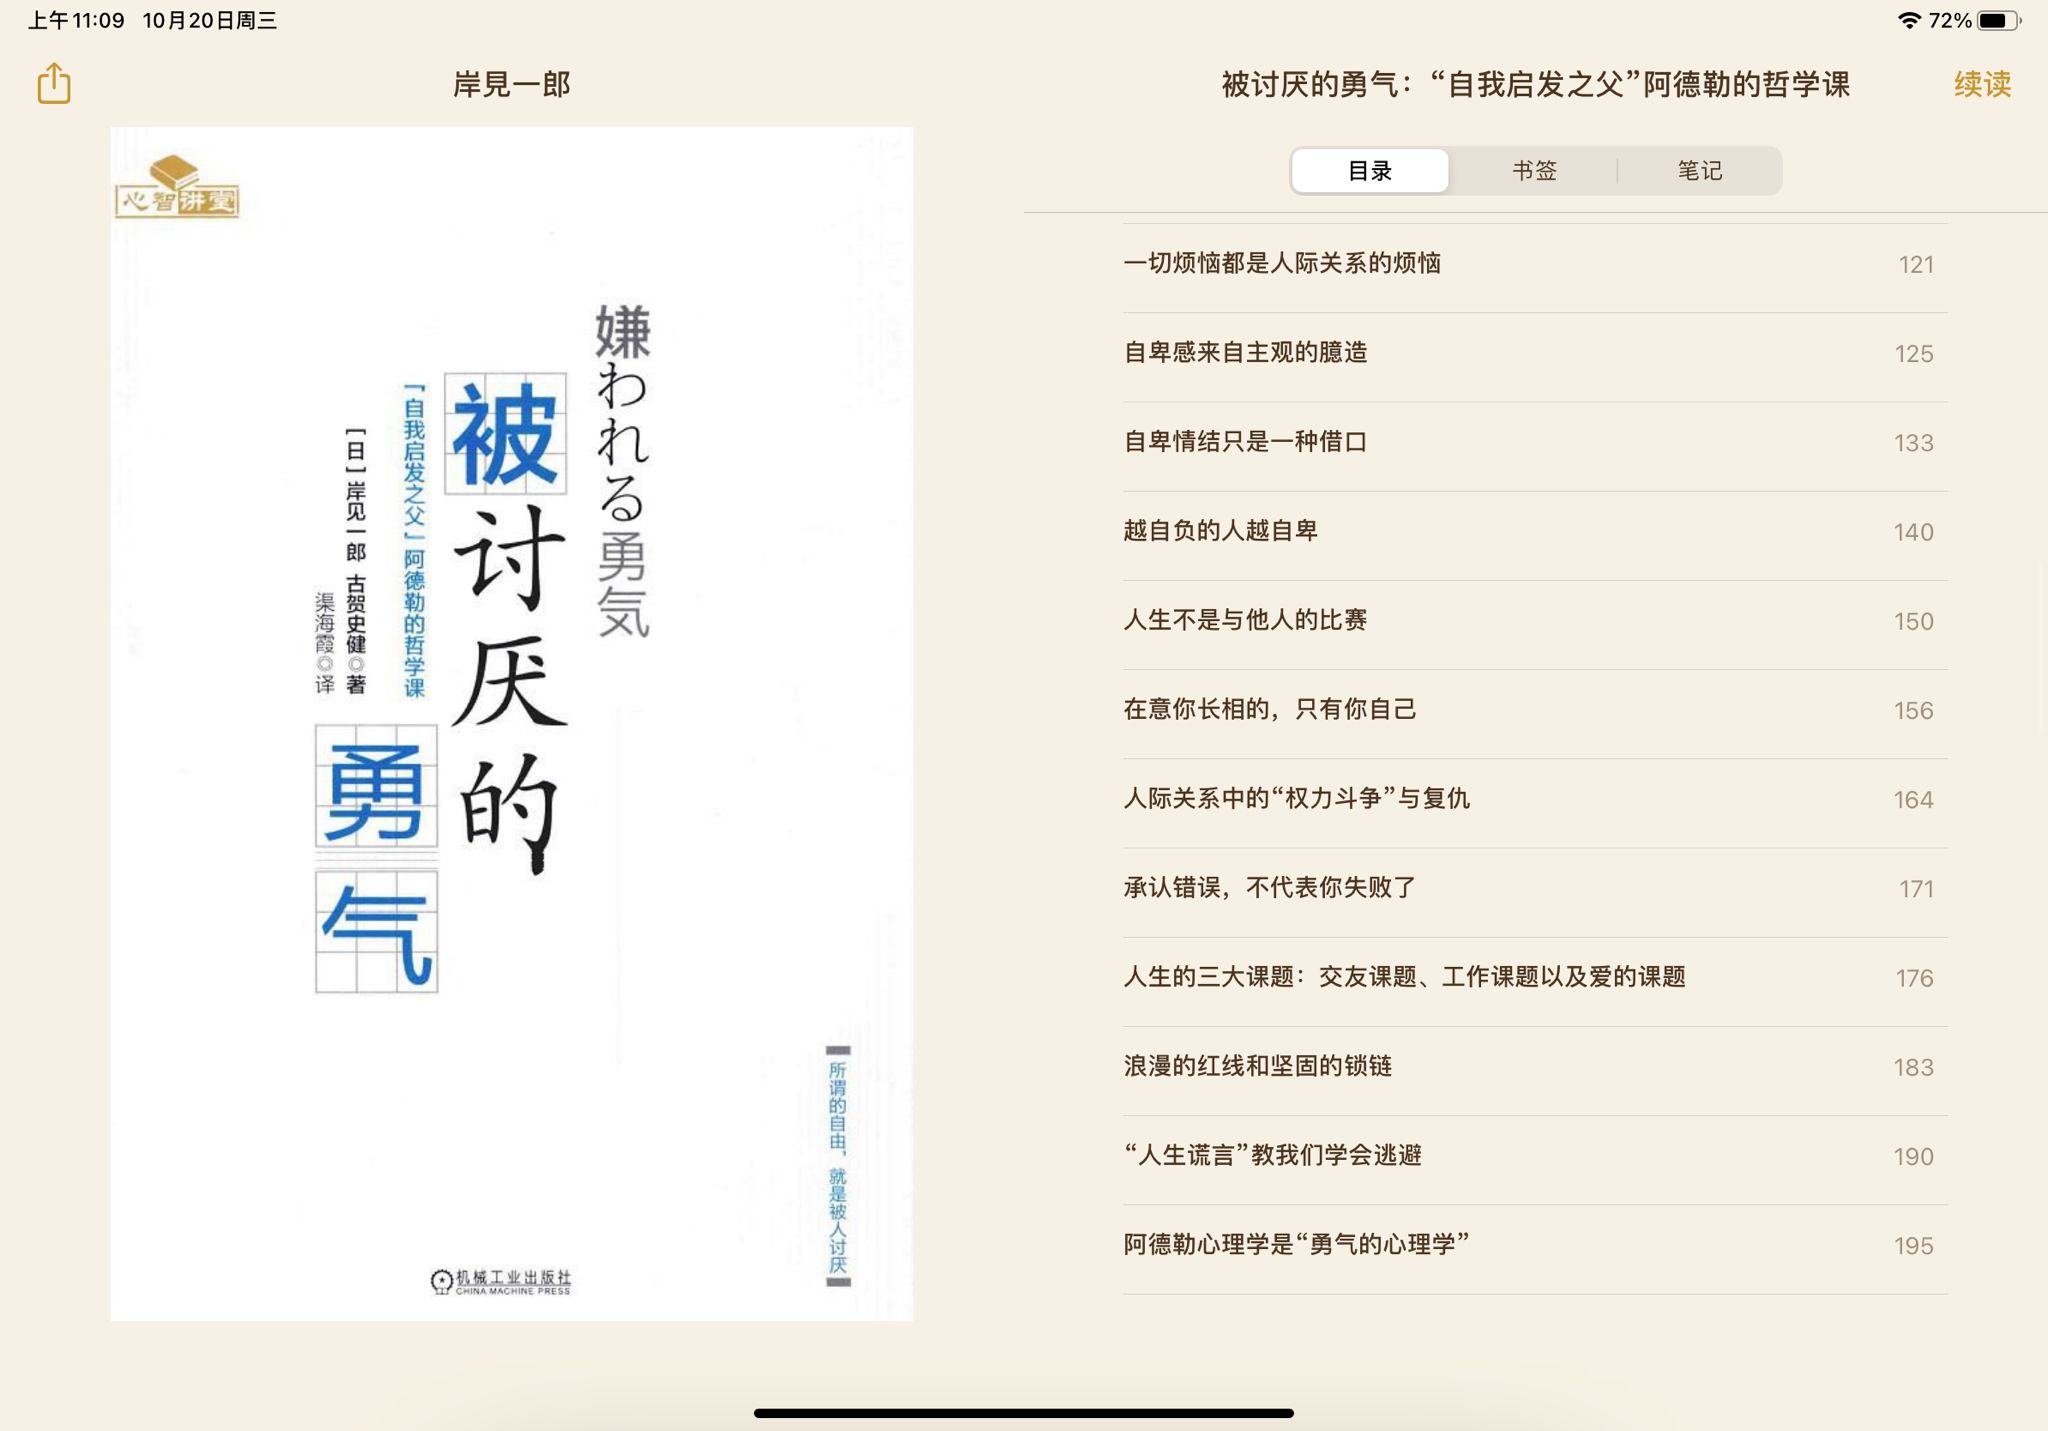 上午11:09 10月20日周三
72%
岸見一郎
心智讲堂
嫌われる勇気
被讨厌的
勇气
「自我启发之父」阿德勒的哲学课
[日]岸见一郎 古贺史健◎著
渠海霞◎译
所谓的自由，就是被人讨厌
机械工业出版社
CHINA MACHINE PRESS
被讨厌的勇气：“自我启发之父”阿德勒的哲学课
续读
目录 书签 笔记
一切烦恼都是人际关系的烦恼 121
自卑感来自主观的臆造 125
自卑情结只是一种借口 133
越自负的人越自卑 140
人生不是与他人的比赛 150
在意你长相的，只有你自己 156
人际关系中的“权力斗争”与复仇 164
承认错误，不代表你失败了 171
人生的三大课题：交友课题、工作课题以及爱的课题 176
浪漫的红线和坚固的锁链 183
“人生谎言”教我们学会逃避 190
阿德勒心理学是“勇气的心理学” 195